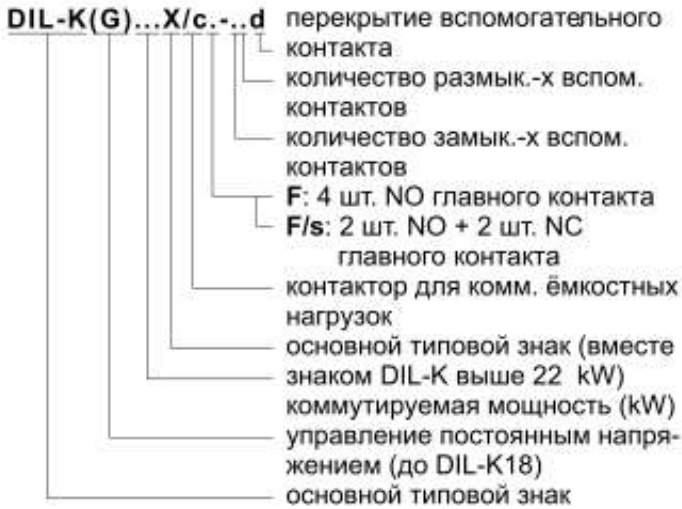 DIL-K(G)...X/c.-..d перекрытие вспомогательного
контакта
количество размык.-х вспом.
контактов
количество замык.-х вспом.
контактов
F: 4 шт. NO главного контакта
F/s: 2 шт. NO + 2 шт. NC
главного контакта
контактор для комм. ёмкостных
нагрузок
основной типовой знак (вместе
знаком DIL-K выше 22 kW)
коммутируемая мощность (kW)
управление постоянным напря-
жением (до DIL-K18)
основной типовой знак